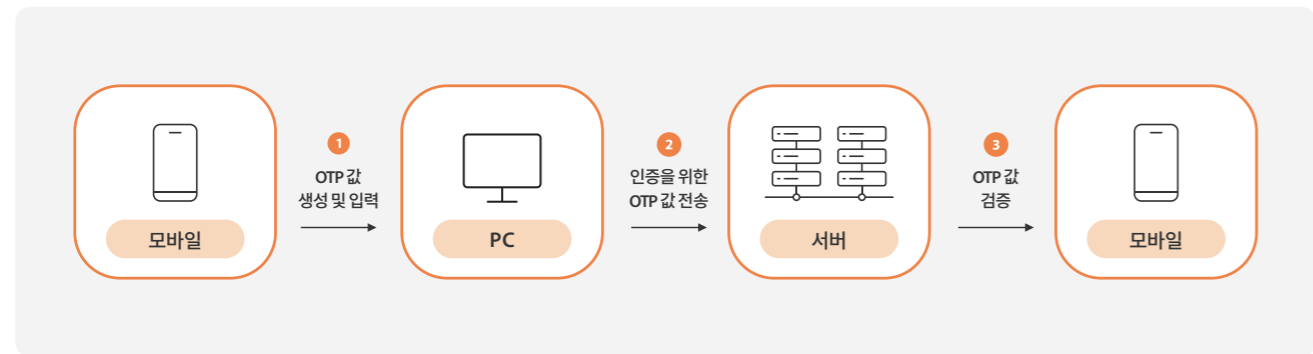 1
OTP 값
생성 및 입력
모바일
PC
2
인증을 위한
OTP 값 전송
서버
3
OTP 값
검증
모바일